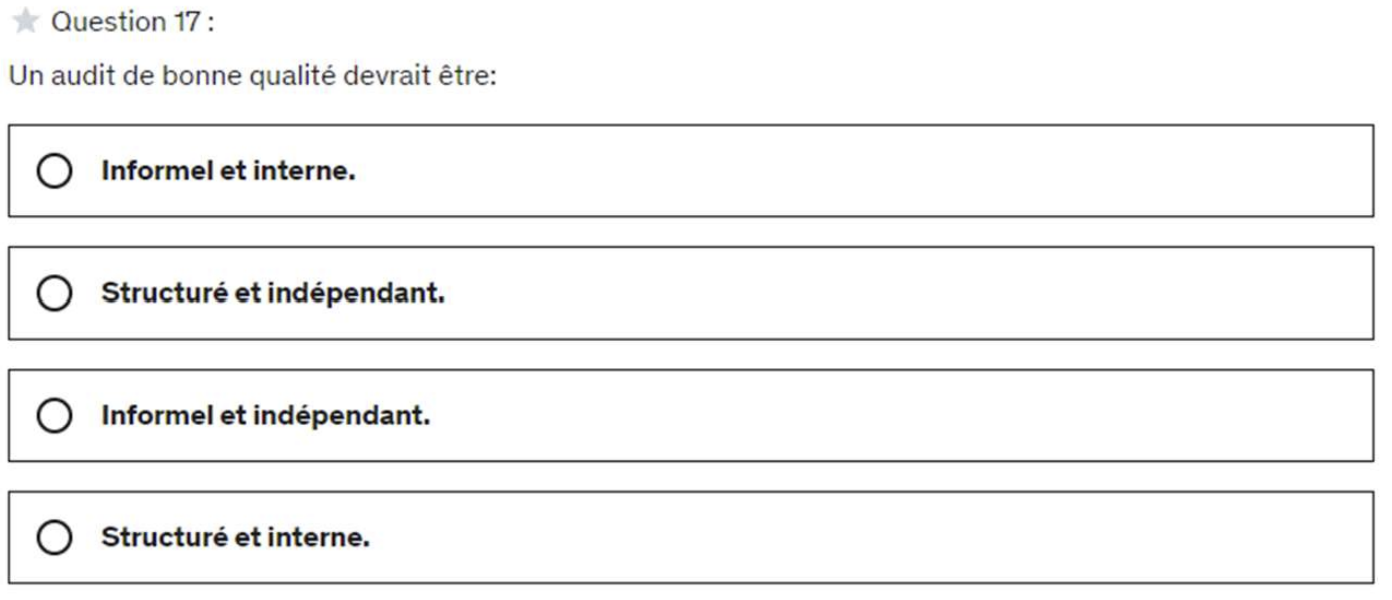 Question 17 :
Un audit de bonne qualité devrait être:
Informel et interne.
Structuré et indépendant.
Informel et indépendant.
Structuré et interne.